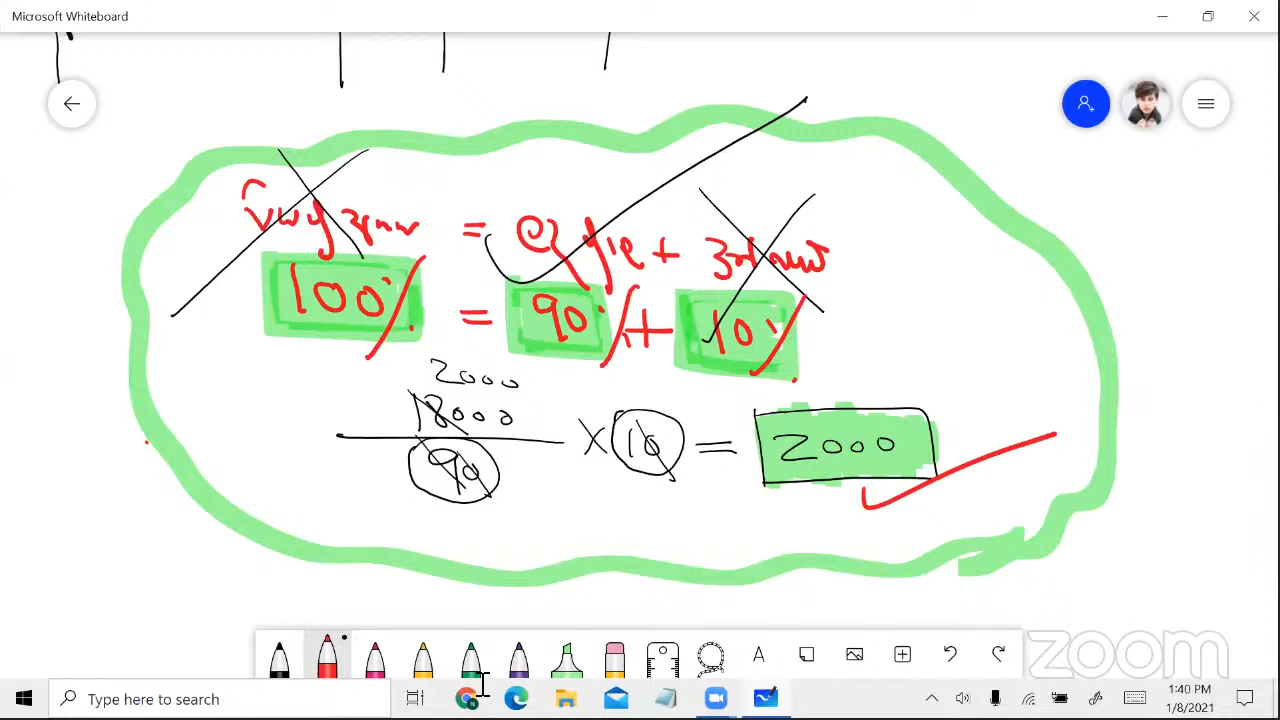 Microsoft Whiteboard
=
+
100% = 90% + 10%
2000
18000
90
× 10 = 2000
A
zoom
Type here to search
N
1:40 PM
1/8/2021